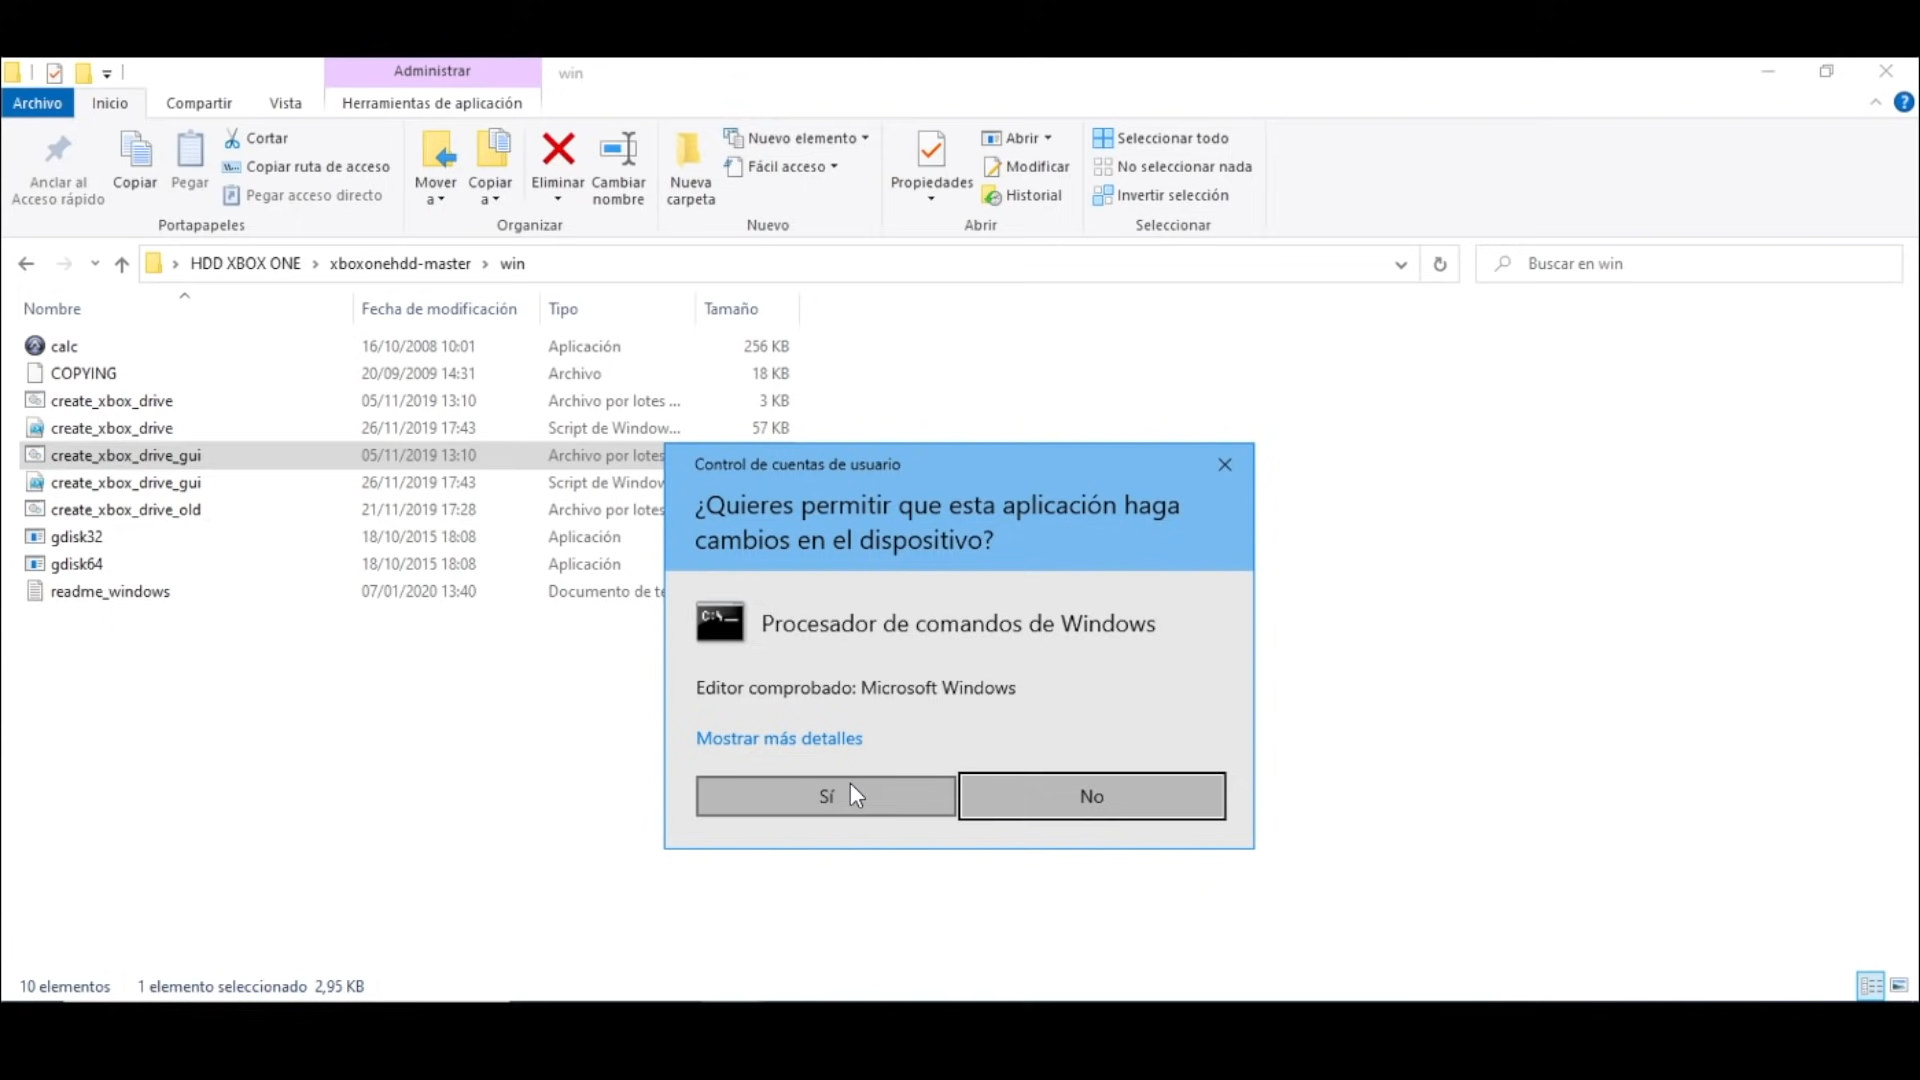 Administrar
win
Archivo
Inicio
Compartir
Vista
Herramientas de aplicación
?
Anclar al
Acceso rápido
Copiar
Pegar
Cortar
Copiar ruta de acceso
Pegar acceso directo
Portapapeles
Mover
a
Copiar
a
Eliminar
Cambiar
nombre
Organizar
Nueva
carpeta
Nuevo elemento
Fácil acceso
Nuevo
Propiedades
Abrir
Modificar
Historial
Abrir
Seleccionar todo
No seleccionar nada
Invertir selección
Seleccionar
HDD XBOX ONE › xboxonehdd-master › win
Buscar en win
Nombre Fecha de modificación Tipo Tamaño
calc 16/10/2008 10:01 Aplicación 256 KB
COPYING 20/09/2009 14:31 Archivo 18 KB
create_xbox_drive 05/11/2019 13:10 Archivo por lotes ... 3 KB
create_xbox_drive 26/11/2019 17:43 Script de Window... 57 KB
create_xbox_drive_gui 05/11/2019 13:10 Archivo por lotes
create_xbox_drive_gui 26/11/2019 17:43 Script de Window
create_xbox_drive_old 21/11/2019 17:28 Archivo por lotes
gdisk32 18/10/2015 18:08 Aplicación
gdisk64 18/10/2015 18:08 Aplicación
readme_windows 07/01/2020 13:40 Documento de te
Control de cuentas de usuario
¿Quieres permitir que esta aplicación haga
cambios en el dispositivo?
C:\_
Procesador de comandos de Windows
Editor comprobado: Microsoft Windows
Mostrar más detalles
Sí
No
10 elementos 1 elemento seleccionado 2,95 KB